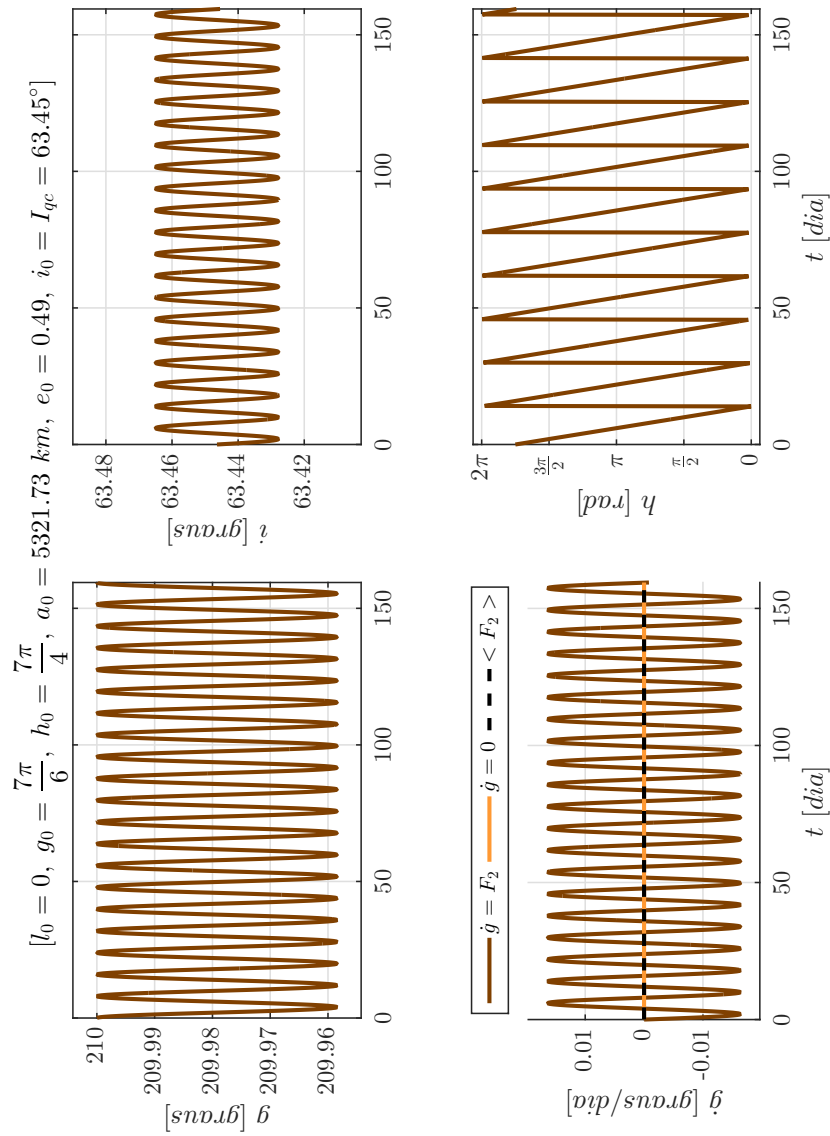 [l₀ = 0, g₀ = 7π/6, h₀ = 7π/4, a₀ = 5321.73 km, e₀ = 0.49, i₀ = I_qc = 63.45°]
g [graus]
210
209.99
209.98
209.97
209.96
0 50 100 150
i [graus]
63.48
63.46
63.44
63.42
0 50 100 150
ġ = F₂ ġ = 0 < F₂ >
ġ [graus/dia]
0.01
0
-0.01
0 50 100 150
t [dia]
h [rad]
2π
3π/2
π
π/2
0
0 50 100 150
t [dia]